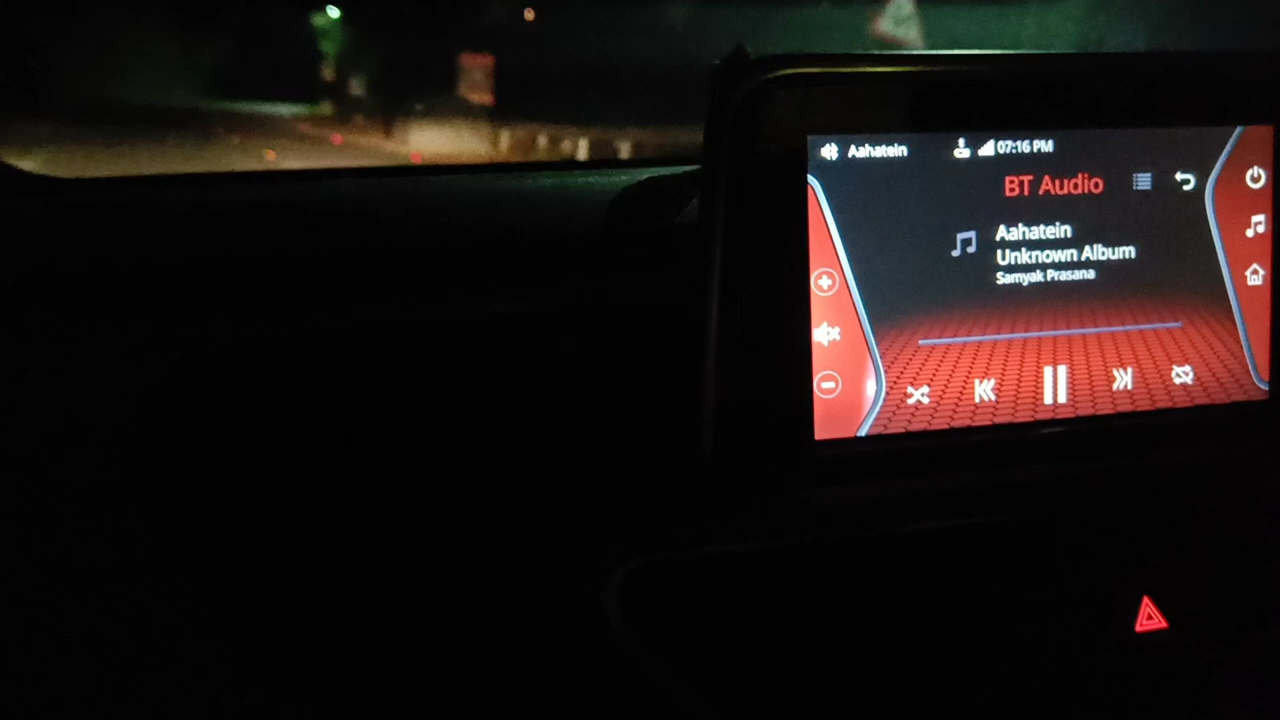 Aahatein 07:16 PM
BT Audio
Aahatein
Unknown Album
Samyak Prasana